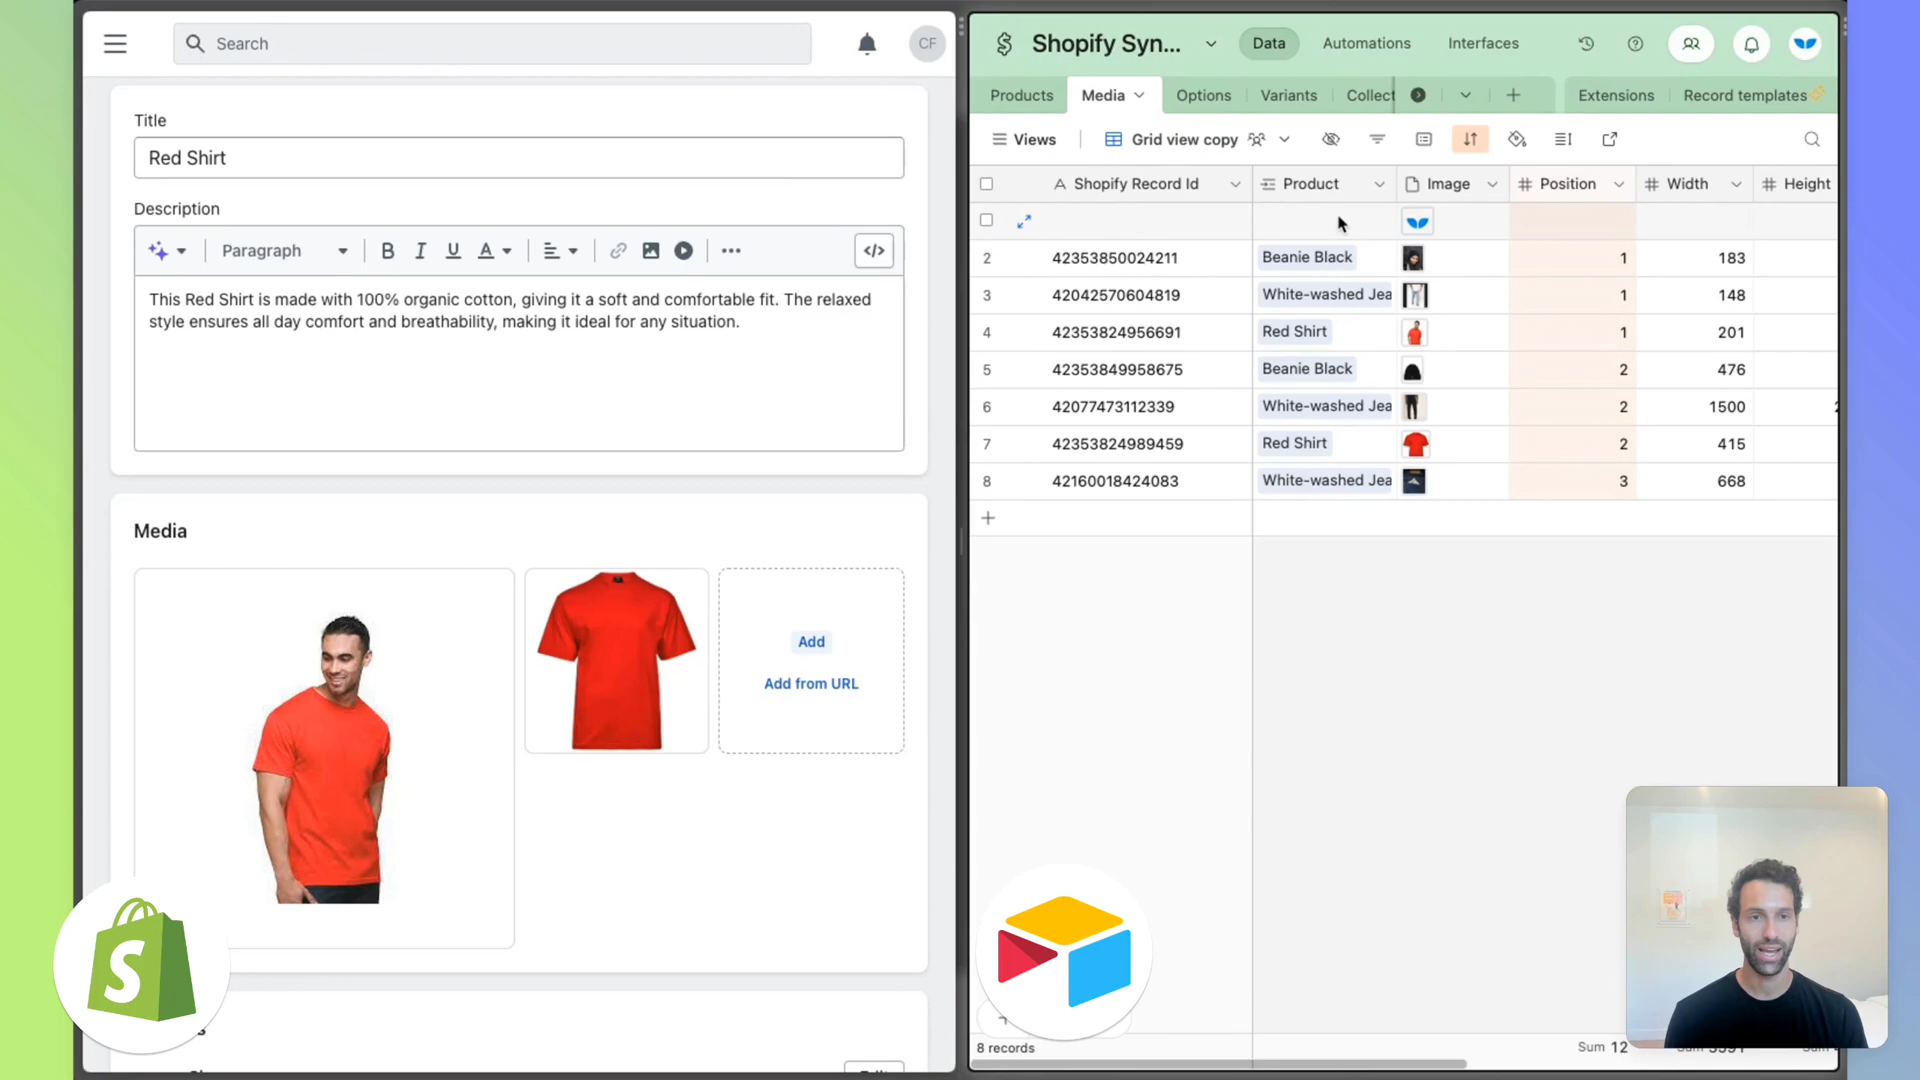 Search
CF
Title
Red Shirt
Description
Paragraph
B I U A
This Red Shirt is made with 100% organic cotton, giving it a soft and comfortable fit. The relaxed
style ensures all day comfort and breathability, making it ideal for any situation.
Media
Add
Add from URL
S
Shopify Syn... Data Automations Interfaces
Products Media Options Variants Collect Extensions Record templates
Views Grid view copy
Shopify Record Id Product Image Position Width Height
2 42353850024211 Beanie Black 1 183
3 42042570604819 White-washed Jea 1 148
4 42353824956691 Red Shirt 1 201
5 42353849958675 Beanie Black 2 476
6 42077473112339 White-washed Jea 2 1500
7 42353824989459 Red Shirt 2 415
8 42160018424083 White-washed Jea 3 668
8 records Sum 12